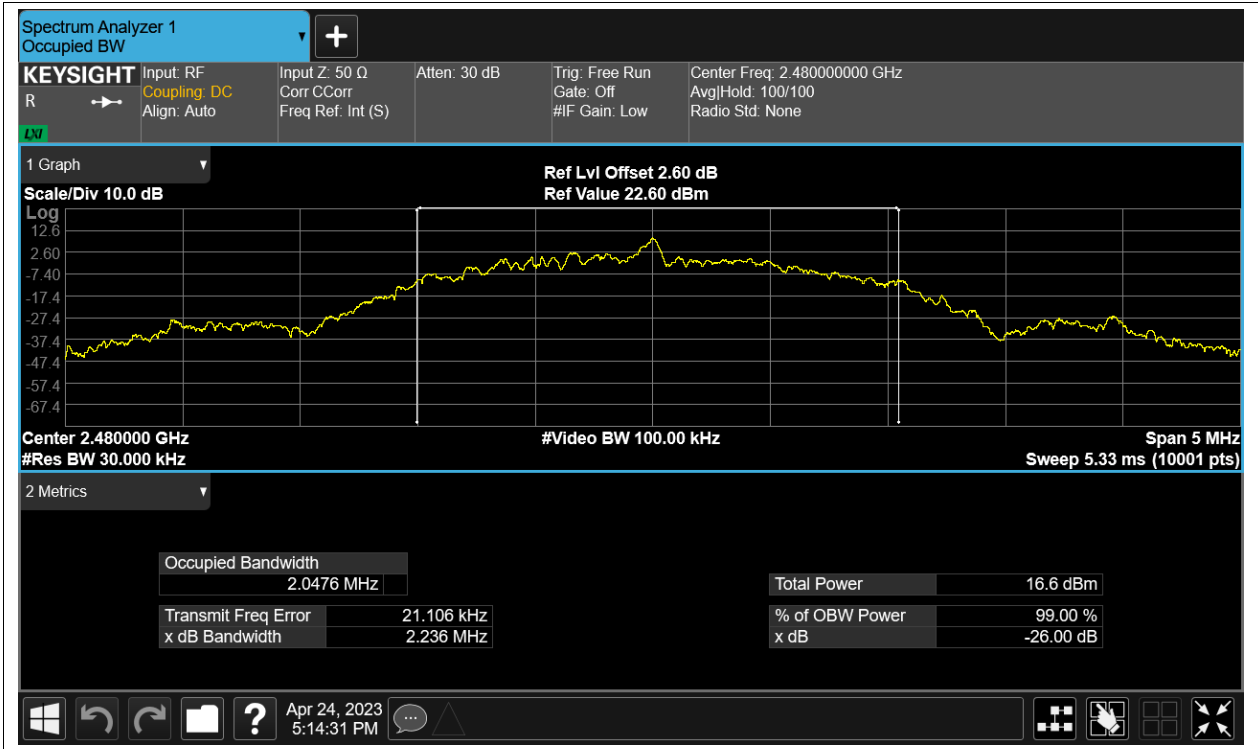 Spectrum Analyzer 1
Occupied BW
KEYSIGHT
R
LXI
Input: RF
Coupling: DC
Align: Auto
Input Z: 50 Ω
Corr CCorr
Freq Ref: Int (S)
Atten: 30 dB
Trig: Free Run
Gate: Off
#IF Gain: Low
Center Freq: 2.480000000 GHz
Avg|Hold: 100/100
Radio Std: None
1 Graph
Scale/Div 10.0 dB
Ref Lvl Offset 2.60 dB
Ref Value 22.60 dBm
Log
12.6
2.60
-7.40
-17.4
-27.4
-37.4
-47.4
-57.4
-67.4
Center 2.480000 GHz
#Res BW 30.000 kHz
#Video BW 100.00 kHz
Span 5 MHz
Sweep 5.33 ms (10001 pts)
2 Metrics
Occupied Bandwidth
2.0476 MHz
Transmit Freq Error 21.106 kHz
x dB Bandwidth 2.236 MHz
Total Power 16.6 dBm
% of OBW Power 99.00 %
x dB -26.00 dB
Apr 24, 2023
5:14:31 PM